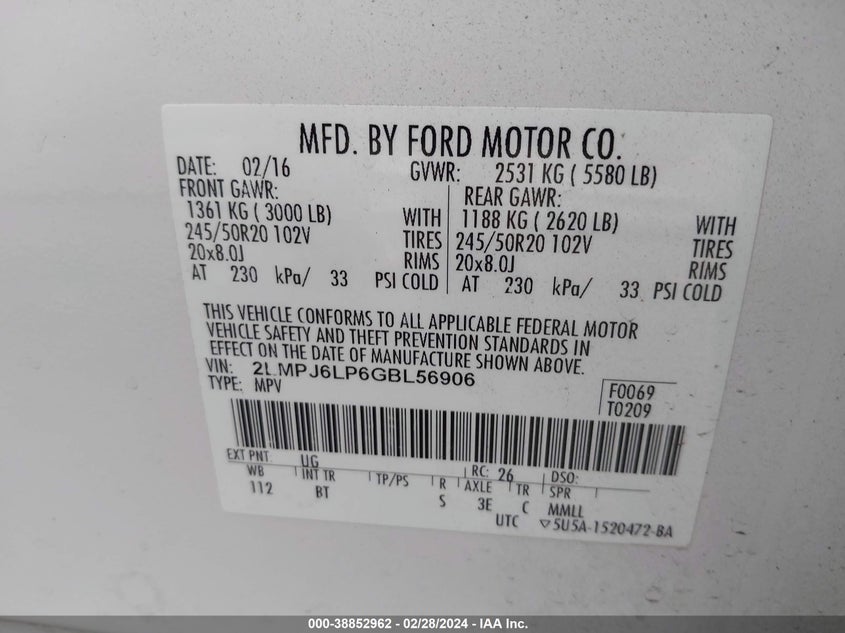 MFD. BY FORD MOTOR CO.
DATE: 02/16 GVWR: 2531 KG ( 5580 LB)
FRONT GAWR: REAR GAWR:
1361 KG ( 3000 LB) WITH 1188 KG ( 2620 LB) WITH
245/50R20 102V TIRES 245/50R20 102V TIRES
20x8.0J RIMS 20x8.0J RIMS
AT 230 kPa/ 33 PSI COLD AT 230 kPa/ 33 PSI COLD
THIS VEHICLE CONFORMS TO ALL APPLICABLE FEDERAL MOTOR
VEHICLE SAFETY AND THEFT PREVENTION STANDARDS IN
EFFECT ON THE DATE OF MANUFACTURE SHOWN ABOVE.
VIN: 2LMPJ6LP6GBL56906
TYPE: MPV
F0069
T0209
EXT PNT: UG RC: 26 DSO:
WB INT TR TP/PS R AXLE TR SPR
112 BT S 3E C MMLL
UTC ▽5U5A-1520472-BA
000-38852962 - 02/28/2024 - IAAI.com